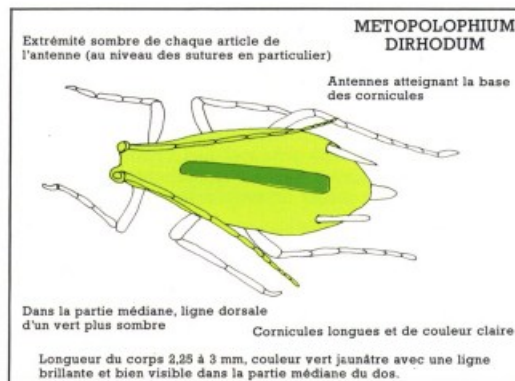 METOPOLOPHIUM
DIRHODUM
Extrémité sombre de chaque article de
l'antenne (au niveau des sutures en particulier)
Antennes atteignant la base
des cornicules
Dans la partie médiane, ligne dorsale
d'un vert plus sombre
Cornicules longues et de couleur claire
Longueur du corps 2,25 à 3 mm, couleur vert jaunâtre avec une ligne
brillante et bien visible dans la partie médiane du dos.